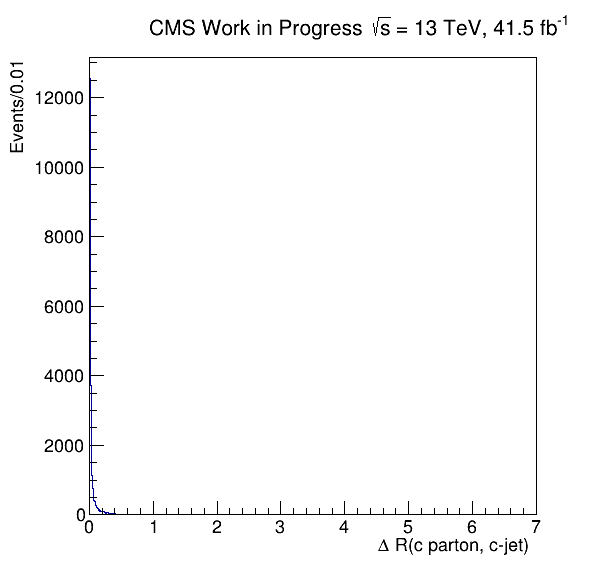 CMS Work in Progress √s = 13 TeV, 41.5 fb⁻¹
Events/0.01
12000
10000
8000
6000
4000
2000
0
0 1 2 3 4 5 6 7
Δ R(c parton, c-jet)